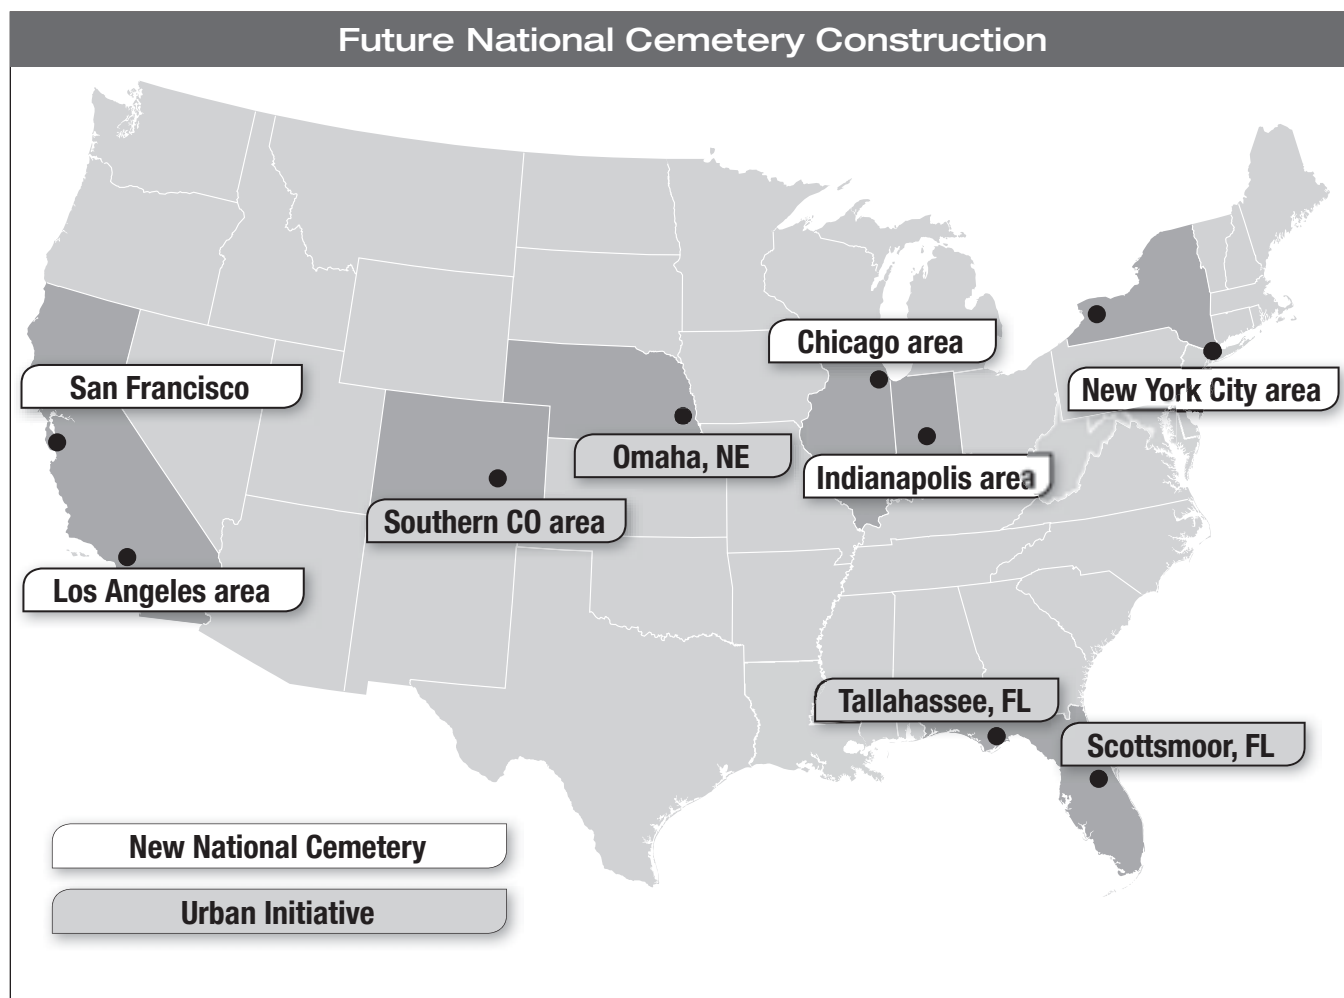 Future National Cemetery Construction
Chicago area
San Francisco
New York City area
Omaha, NE
Indianapolis area
Southern CO area
Los Angeles area
Tallahassee, FL
Scottsmoor, FL
New National Cemetery
Urban Initiative